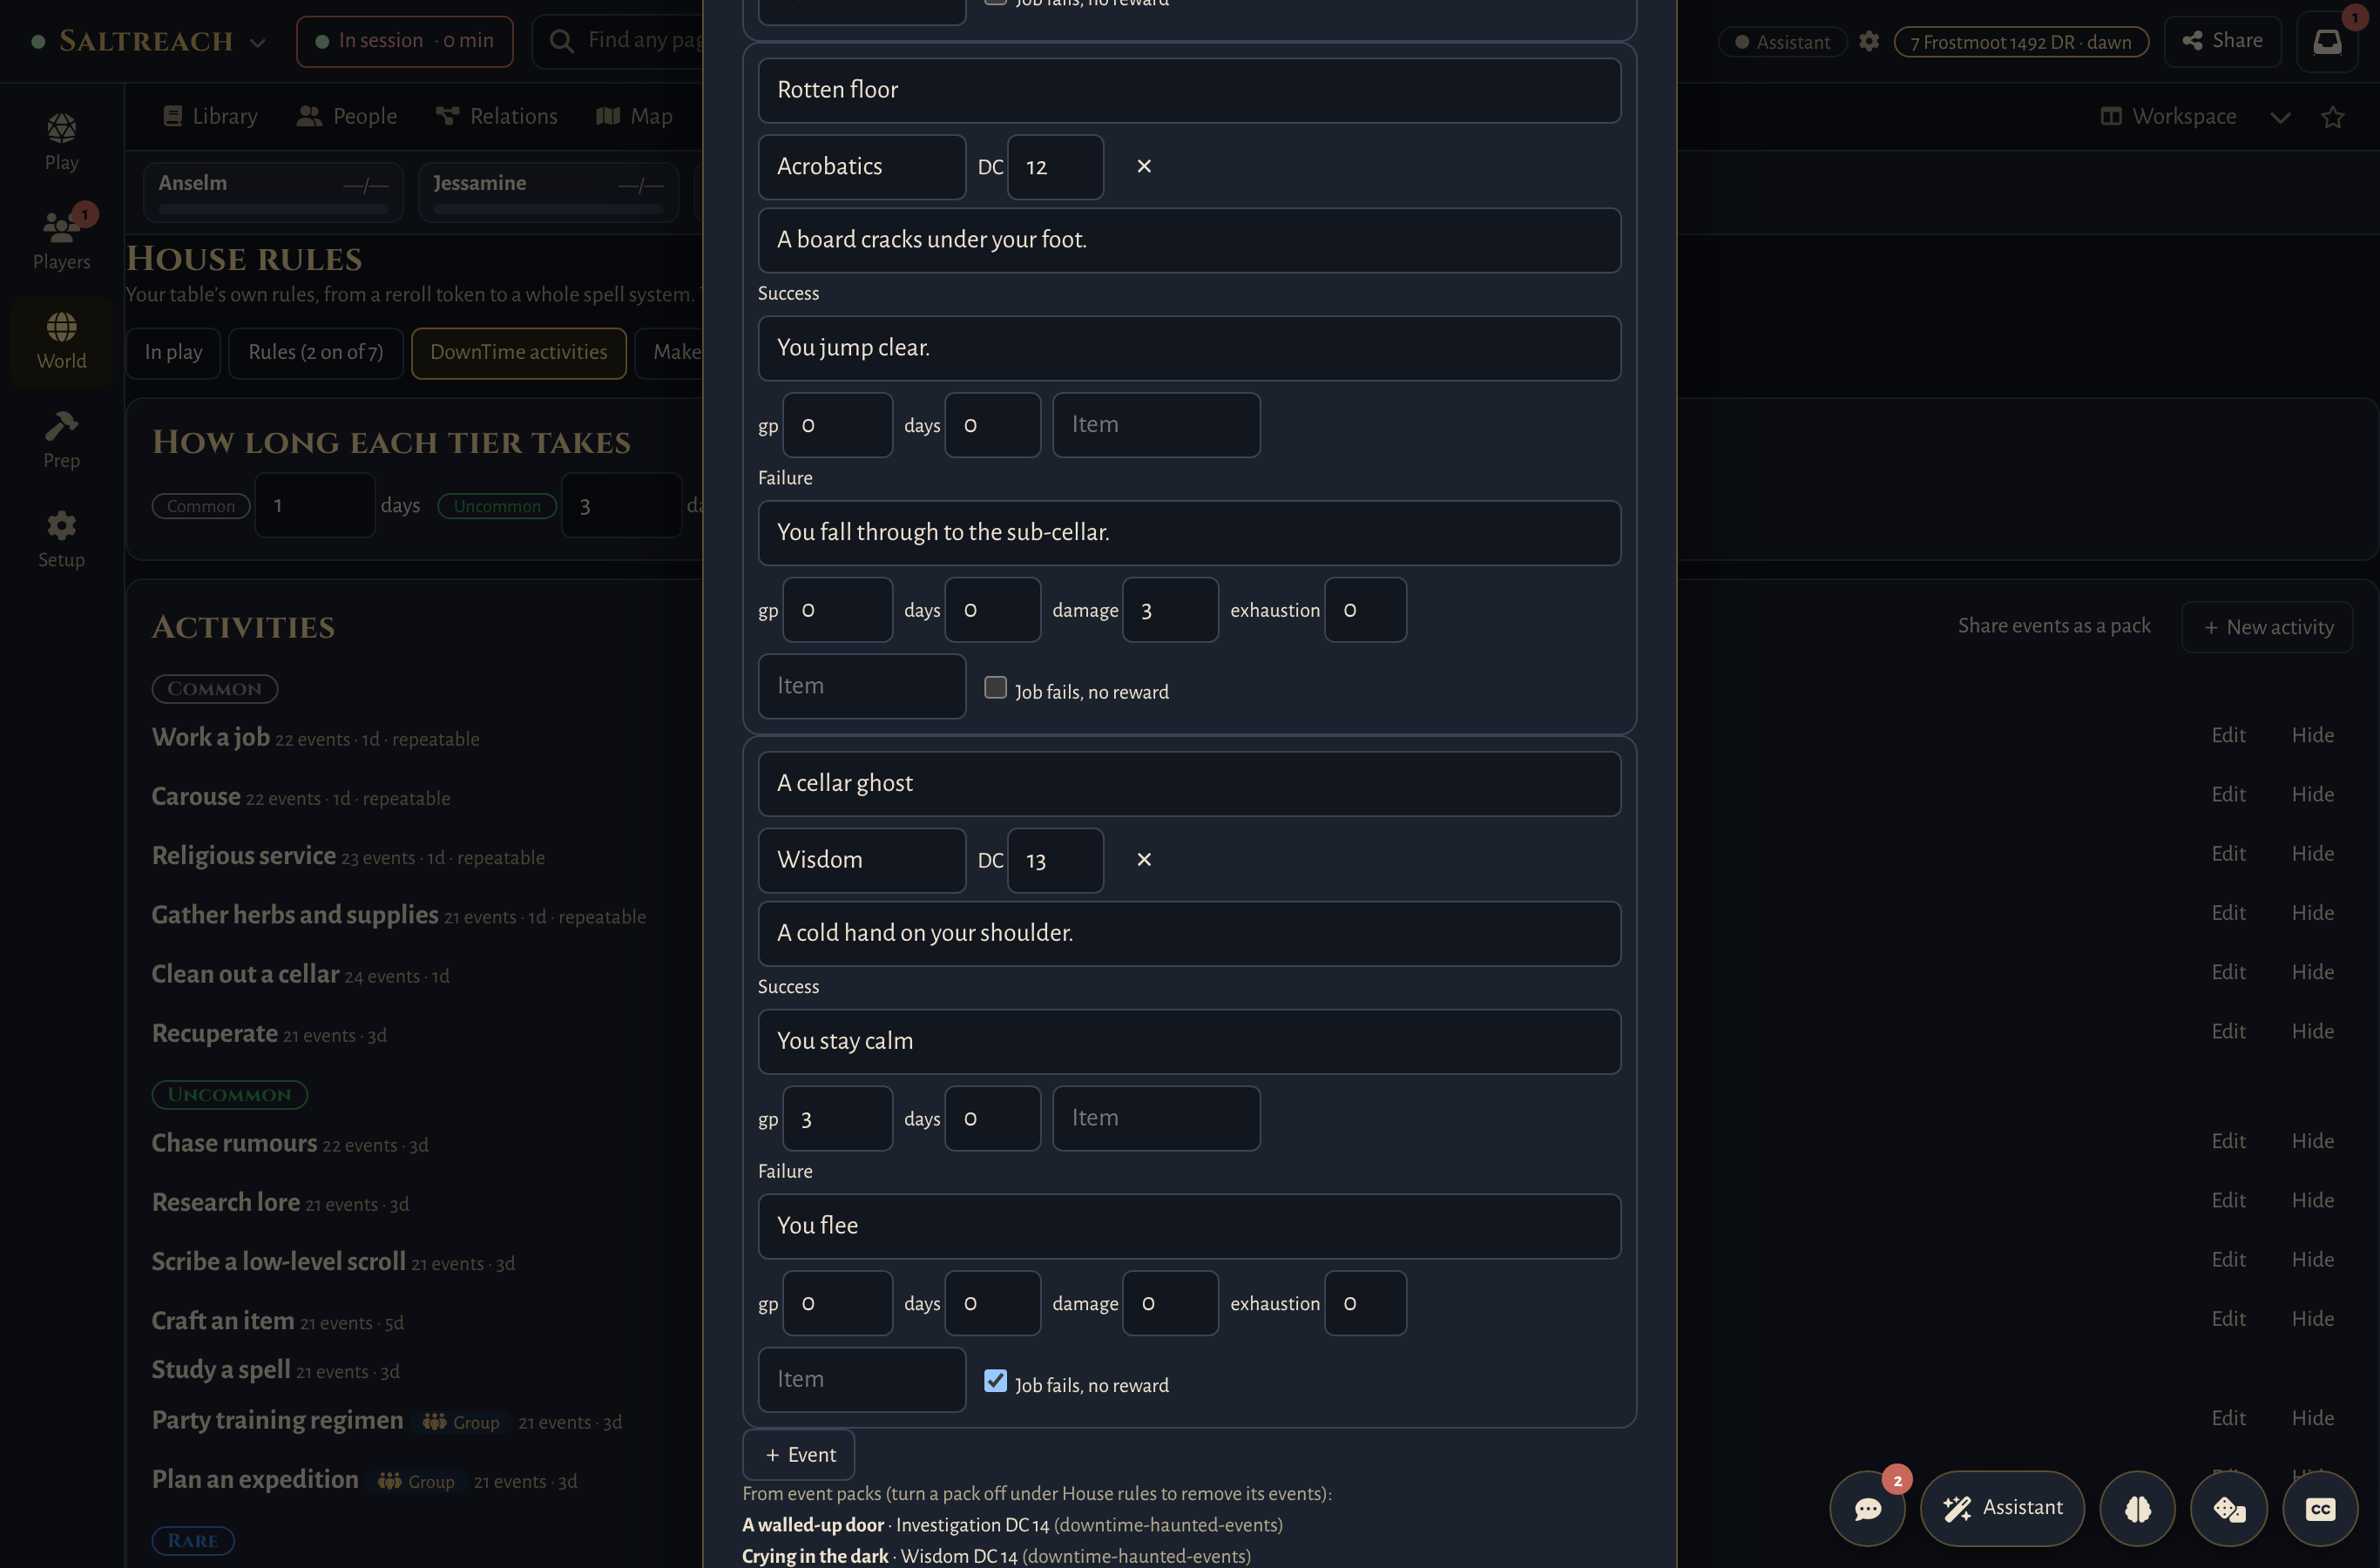 SALTREACH
In session · 0 min
Find any pag
Assistant
7 Frostmoot 1492 DR · dawn
Share
1
Play
1
Players
World
Prep
Setup
Library
People
Relations
Map
Workspace
Anselm —/—
Jessamine —/—
HOUSE RULES
Your table's own rules, from a reroll token to a whole spell system.
In play
Rules (2 on of 7)
DownTime activities
Make
HOW LONG EACH TIER TAKES
Common 1 days
Uncommon 3 da
ACTIVITIES
Share events as a pack
+ New activity
COMMON
Work a job 22 events · 1d · repeatable
Edit Hide
Carouse 22 events · 1d · repeatable
Edit Hide
Religious service 23 events · 1d · repeatable
Edit Hide
Gather herbs and supplies 21 events · 1d · repeatable
Edit Hide
Clean out a cellar 24 events · 1d
Edit Hide
Recuperate 21 events · 3d
Edit Hide
UNCOMMON
Chase rumours 22 events · 3d
Edit Hide
Research lore 21 events · 3d
Edit Hide
Scribe a low-level scroll 21 events · 3d
Edit Hide
Craft an item 21 events · 5d
Edit Hide
Study a spell 21 events · 3d
Party training regimen Group 21 events · 3d
Edit Hide
Plan an expedition Group 21 events · 3d
RARE
Job fails, no reward
Rotten floor
Acrobatics DC 12 ×
A board cracks under your foot.
Success
You jump clear.
gp 0 days 0 Item
Failure
You fall through to the sub-cellar.
gp 0 days 0 damage 3 exhaustion 0
Item Job fails, no reward
A cellar ghost
Wisdom DC 13 ×
A cold hand on your shoulder.
Success
You stay calm
gp 3 days 0 Item
Failure
You flee
gp 0 days 0 damage 0 exhaustion 0
Item Job fails, no reward
+ Event
From event packs (turn a pack off under House rules to remove its events):
A walled-up door · Investigation DC 14 (downtime-haunted-events)
Crying in the dark · Wisdom DC 14 (downtime-haunted-events)
2
Assistant
CC